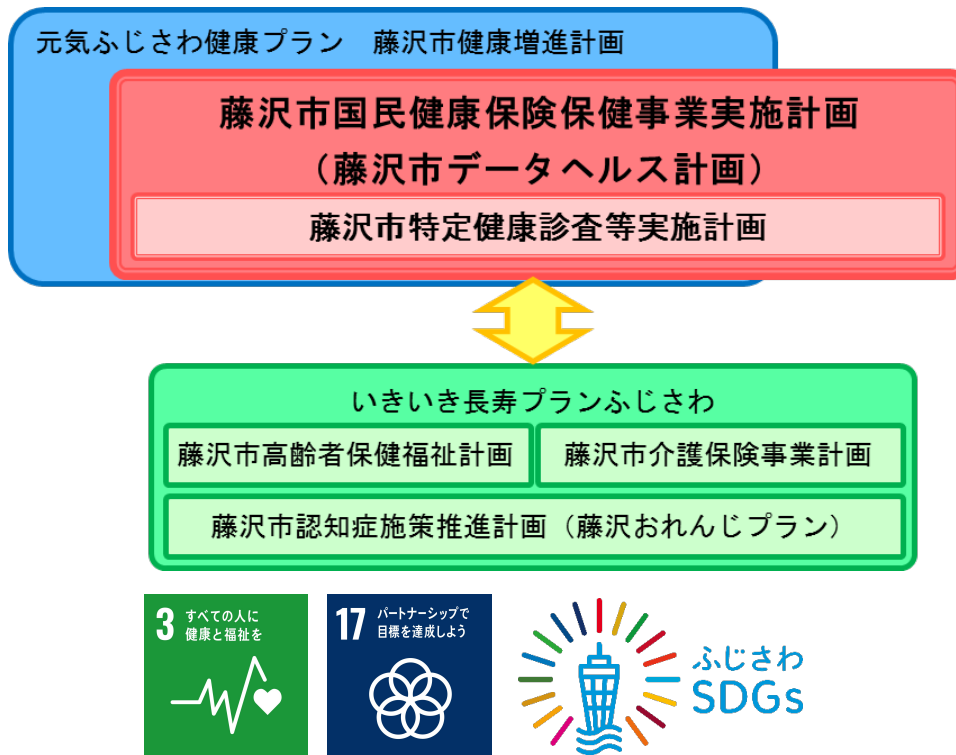 元気ふじさわ健康プラン　藤沢市健康増進計画
藤沢市国民健康保険保健事業実施計画
（藤沢市データヘルス計画）
藤沢市特定健康診査等実施計画
いきいき長寿プランふじさわ
藤沢市高齢者保健福祉計画
藤沢市介護保険事業計画
藤沢市認知症施策推進計画（藤沢おれんじプラン）
3 すべての人に
健康と福祉を
17 パートナーシップで
目標を達成しよう
ふじさわ
SDGs